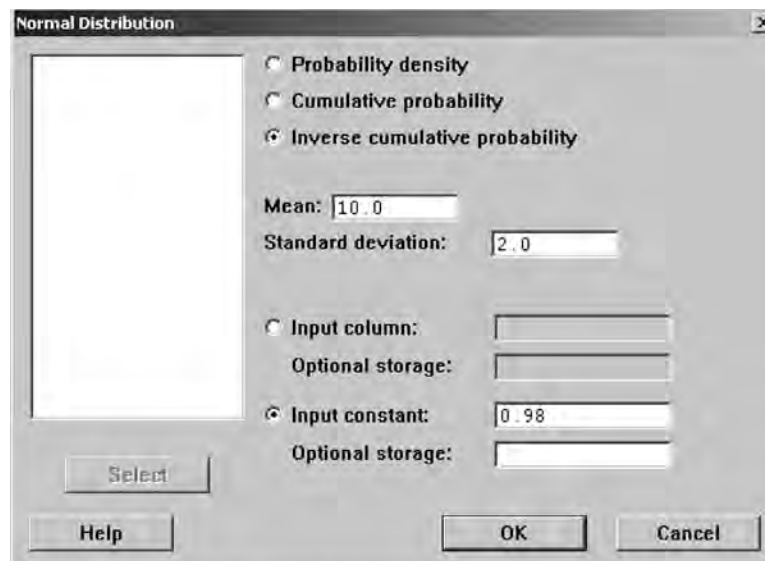 Normal Distribution
Probability density
Cumulative probability
Inverse cumulative probability
Mean: 10.0
Standard deviation: 2.0
Input column:
Optional storage:
Input constant: 0.98
Optional storage:
Select
Help OK Cancel